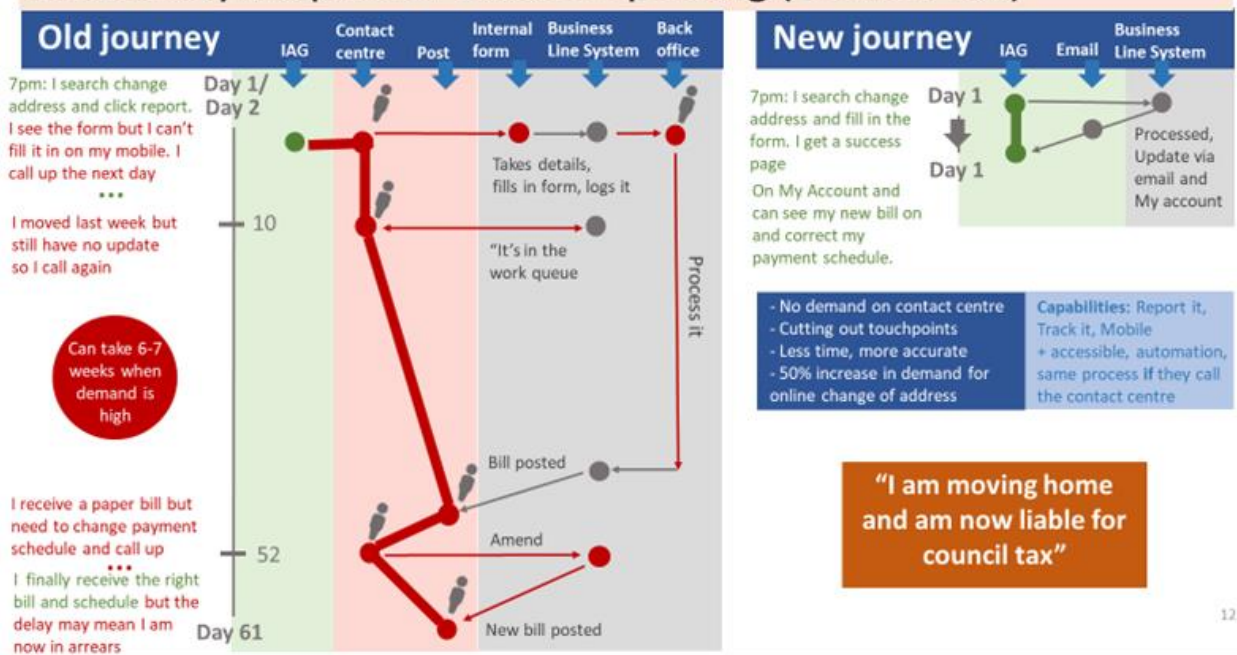 Old journey
IAG
Contact
centre
Post
Internal
form
Business
Line System
Back
office
7pm: I search change
address and click report.
I see the form but I can't
fill it in on my mobile. I
call up the next day
•••
I moved last week but
still have no update
so I call again
Can take 6-7
weeks when
demand is
high
I receive a paper bill but
need to change payment
schedule and call up
•••
I finally receive the right
bill and schedule but the
delay may mean I am
now in arrears
Day 1/
Day 2
10
52
Day 61
Takes details,
fills in form, logs it
"It's in the
work queue
Process it
Bill posted
Amend
New bill posted
New journey
IAG
Email
Business
Line System
7pm: I search change
address and fill in the
form. I get a success
page
On My Account and
can see my new bill on
and correct my
payment schedule.
Day 1
Day 1
Processed,
Update via
email and
My account
- No demand on contact centre
- Cutting out touchpoints
- Less time, more accurate
- 50% increase in demand for
online change of address
Capabilities: Report it,
Track it, Mobile
+ accessible, automation,
same process if they call
the contact centre
"I am moving home
and am now liable for
council tax"
12